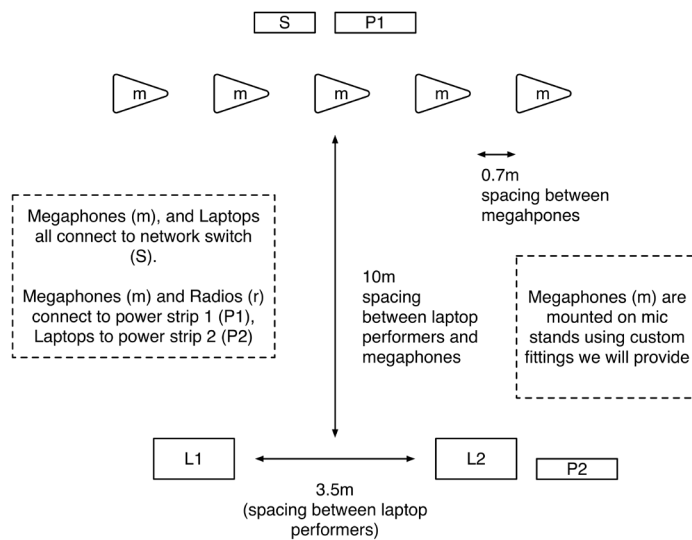 S
P1
m
m
m
m
m
0.7m
spacing between
megahpones
Megaphones (m), and Laptops
all connect to network switch
(S).
Megaphones (m) and Radios (r)
connect to power strip 1 (P1),
Laptops to power strip 2 (P2)
10m
spacing
between laptop
performers and
megaphones
Megaphones (m) are
mounted on mic
stands using custom
fittings we will provide
L1
L2
P2
3.5m
(spacing between laptop
performers)